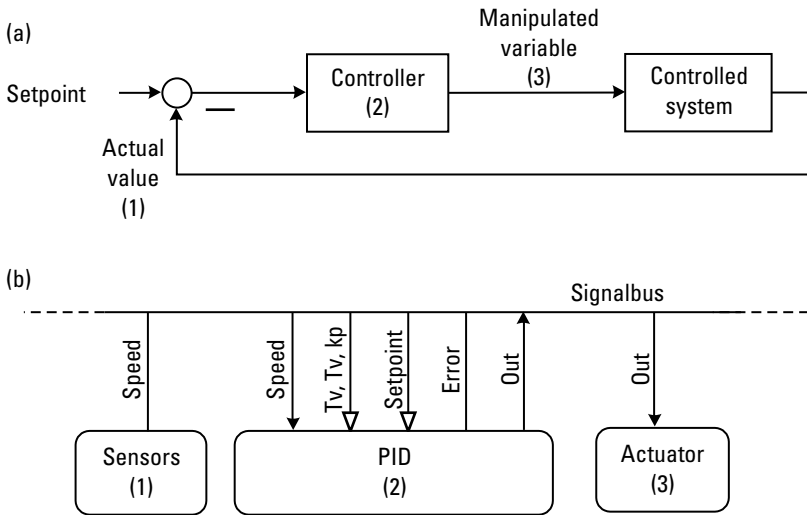 (a)
Setpoint
Actual
value
(1)
Controller
(2)
Manipulated
variable
(3)
Controlled
system
(b)
Signalbus
Speed
Speed
Tv, Tv, kp
Setpoint
Error
Out
Out
Sensors
(1)
PID
(2)
Actuator
(3)